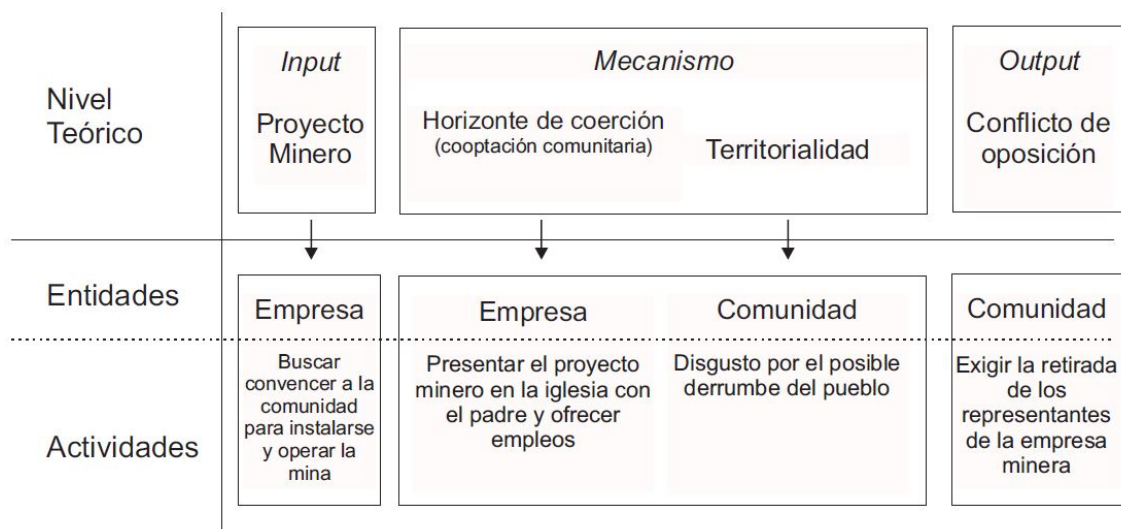 Nivel
Teórico
Input
Proyecto
Minero
Mecanismo
Horizonte de coerción
(cooptación comunitaria)
Territorialidad
Output
Conflicto de
oposición
Entidades
Empresa
Empresa
Comunidad
Comunidad
Actividades
Buscar
convencer a la
comunidad
para instalarse
y operar la
mina
Presentar el proyecto
minero en la iglesia con
el padre y ofrecer
empleos
Disgusto por el posible
derrumbe del pueblo
Exigir la retirada
de los
representantes
de la empresa
minera